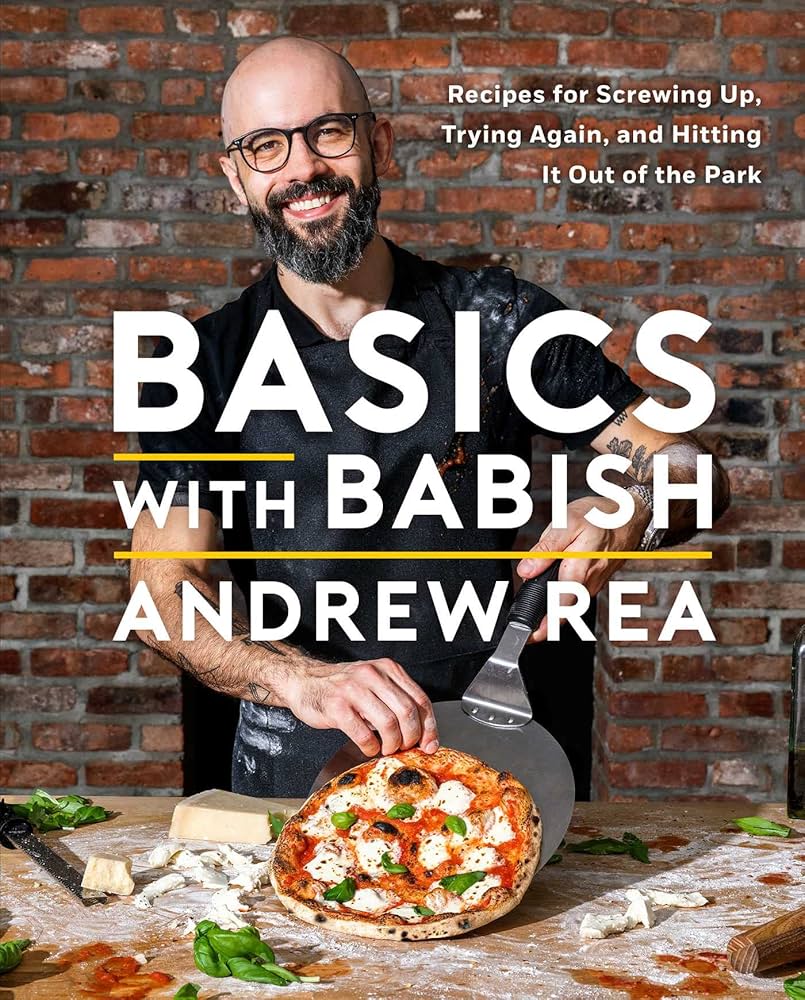 Recipes for Screwing Up,
Trying Again, and Hitting
It Out of the Park
BASICS
WITH BABISH
ANDREW REA